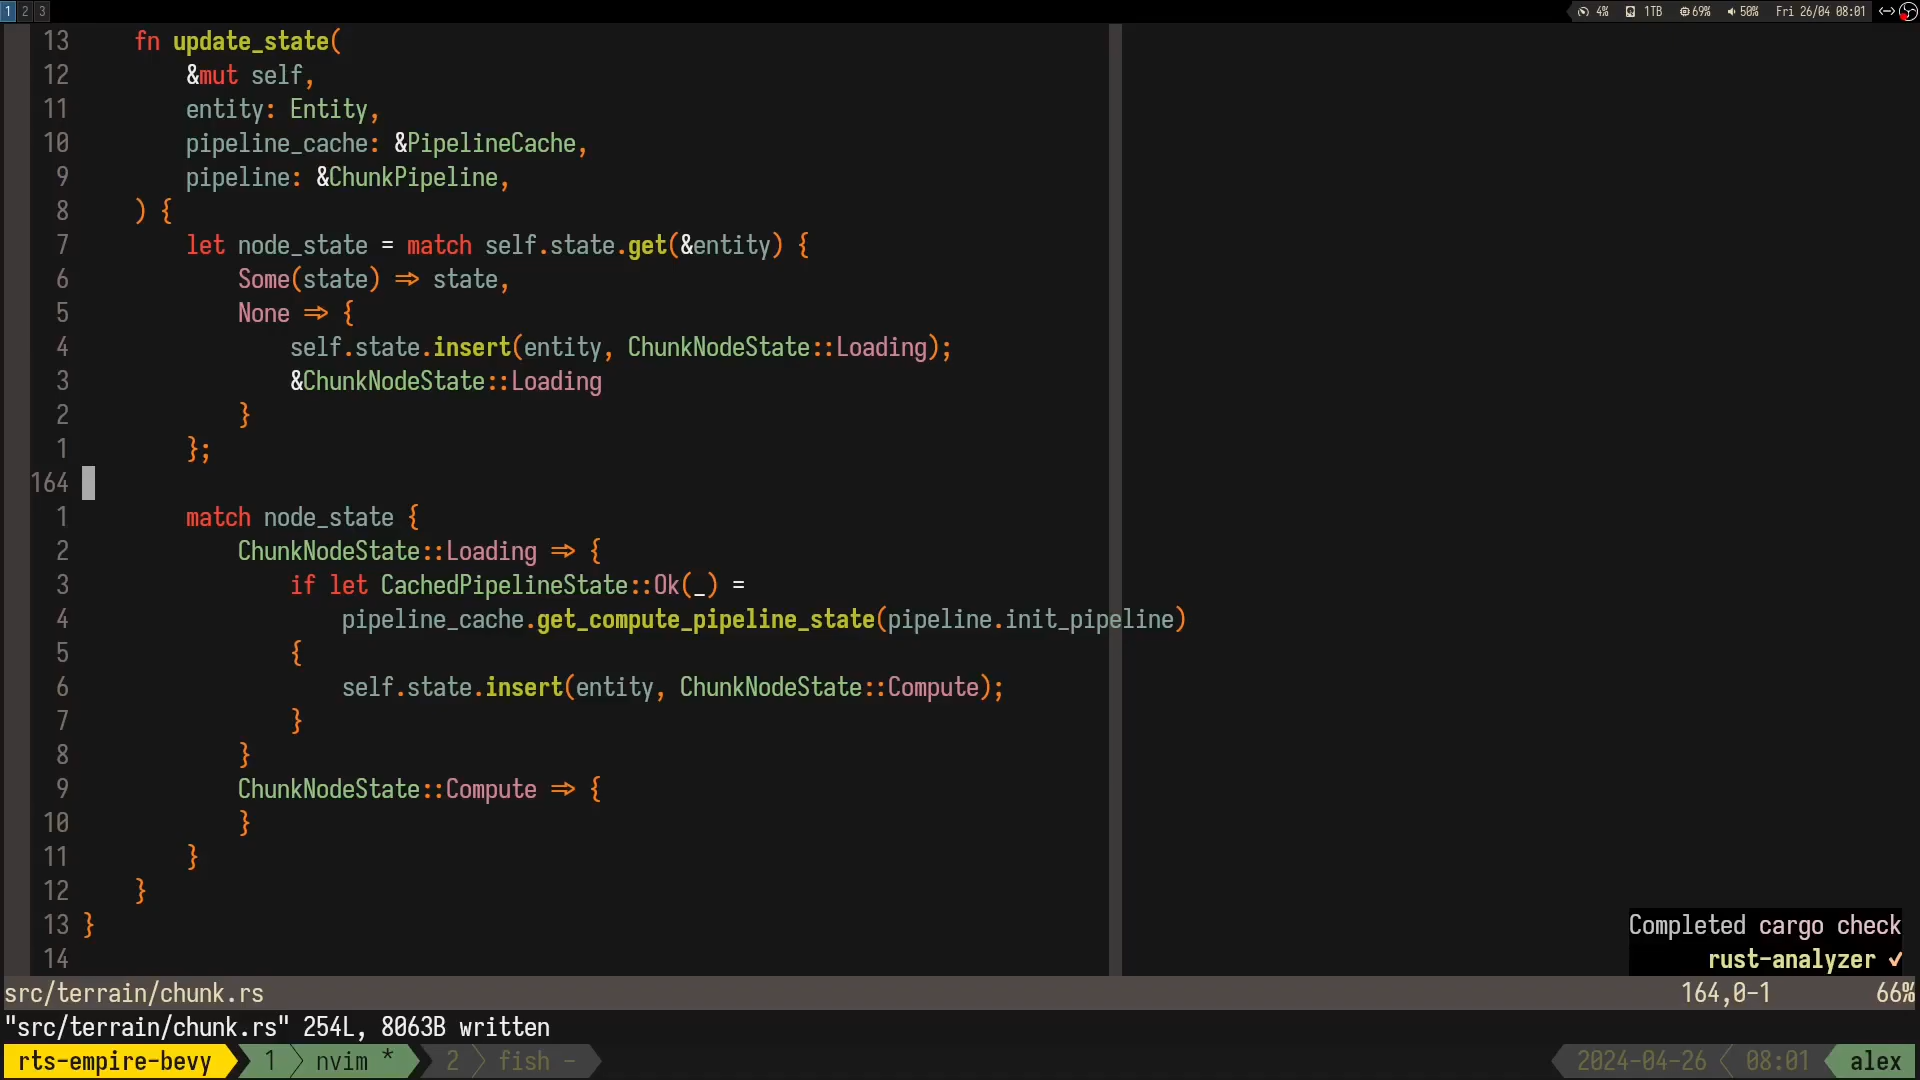 1 2 3 4% 1TB 69% 50% Fri 26/04 08:01
13 fn update_state(
12 &mut self,
11 entity: Entity,
10 pipeline_cache: &PipelineCache,
9 pipeline: &ChunkPipeline,
8 ) {
7 let node_state = match self.state.get(&entity) {
6 Some(state) => state,
5 None => {
4 self.state.insert(entity, ChunkNodeState::Loading);
3 &ChunkNodeState::Loading
2 }
1 };
164
1 match node_state {
2 ChunkNodeState::Loading => {
3 if let CachedPipelineState::Ok(_) =
4 pipeline_cache.get_compute_pipeline_state(pipeline.init_pipeline)
5 {
6 self.state.insert(entity, ChunkNodeState::Compute);
7 }
8 }
9 ChunkNodeState::Compute => {
10 }
11 }
12 }
13 }
14
Completed cargo check
rust-analyzer ✓
src/terrain/chunk.rs 164,0-1 66%
"src/terrain/chunk.rs" 254L, 8063B written
rts-empire-bevy 1 nvim * 2 fish - 2024-04-26 08:01 alex